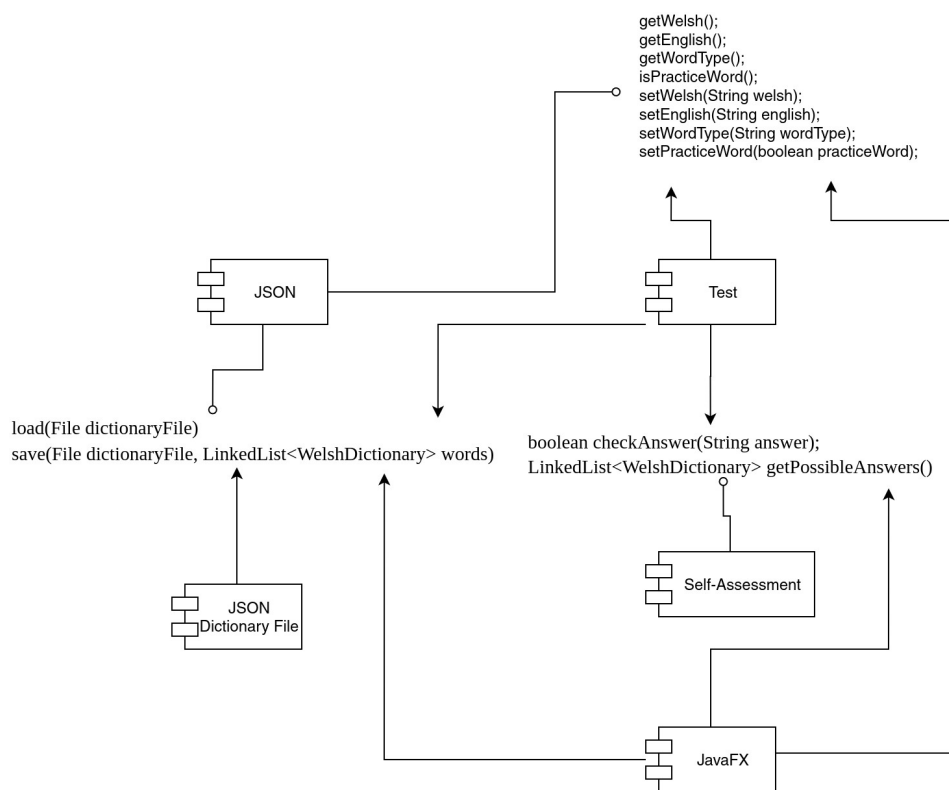 getWelsh();
getEnglish();
getWordType();
isPracticeWord();
setWelsh(String welsh);
setEnglish(String english);
setWordType(String wordType);
setPracticeWord(boolean practiceWord);
JSON
Test
load(File dictionaryFile)
save(File dictionaryFile, LinkedList<WelshDictionary> words)
boolean checkAnswer(String answer);
LinkedList<WelshDictionary> getPossibleAnswers()
Self-Assessment
JSON
Dictionary File
JavaFX